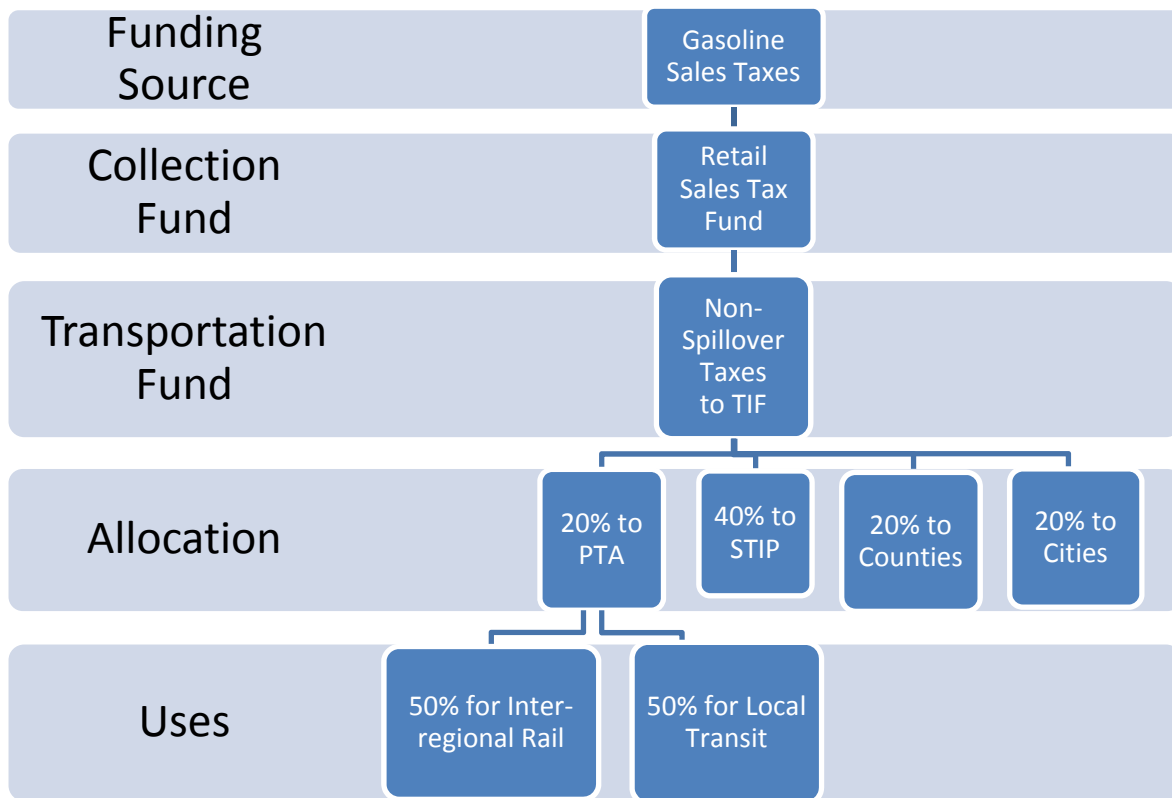 Funding
Source
Gasoline
Sales Taxes
Collection
Fund
Retail
Sales Tax
Fund
Transportation
Fund
Non-
Spillover
Taxes
to TIF
Allocation
20% to
PTA
40% to
STIP
20% to
Counties
20% to
Cities
Uses
50% for Inter-
regional Rail
50% for Local
Transit